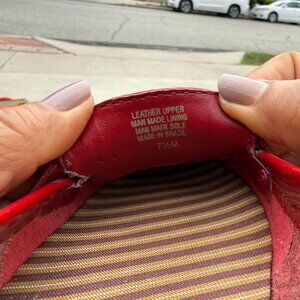 LEATHER UPPER
MAN MADE LINING
MAN MADE SOLE
MADE IN BRAZIL
7½M